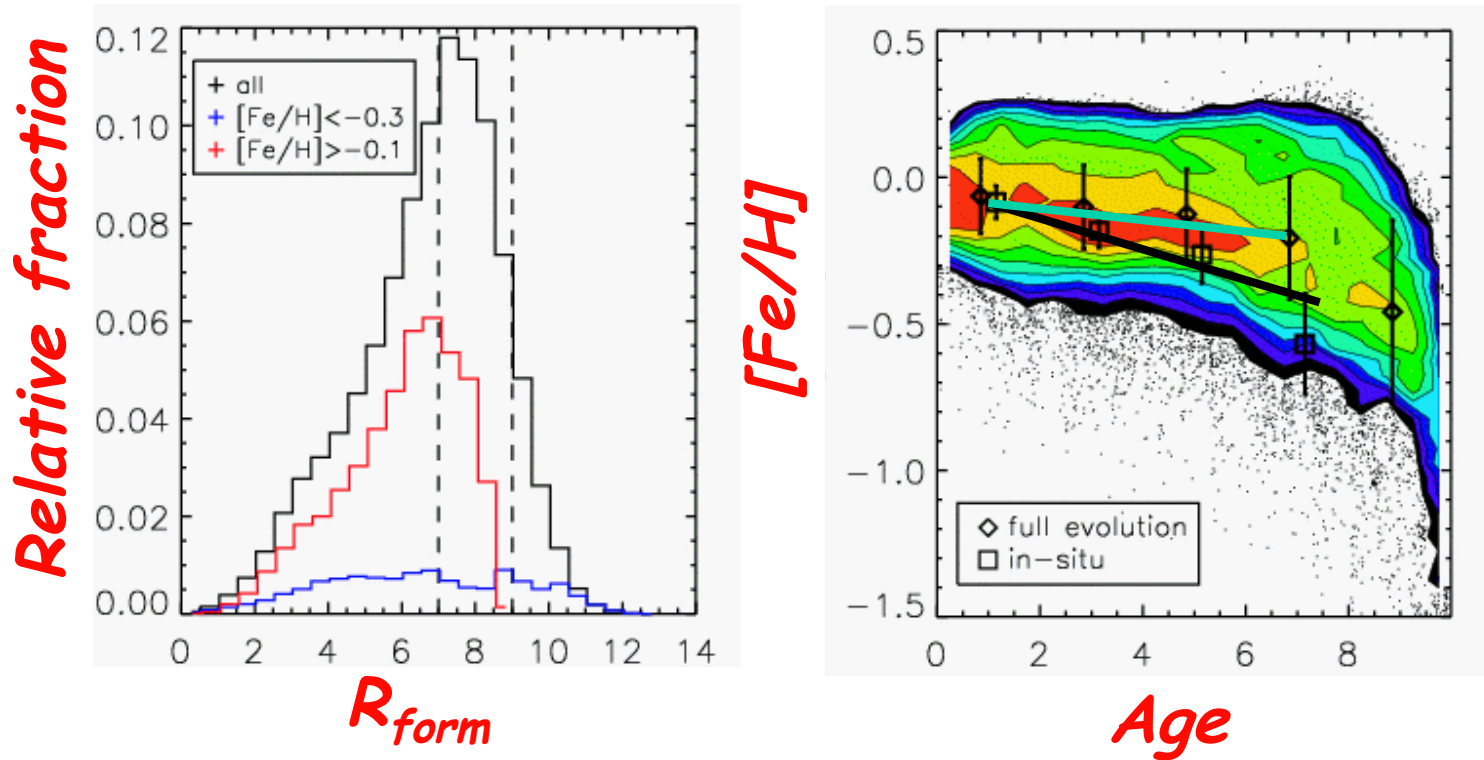 Relative fraction
0.12
0.10
0.08
0.06
0.04
0.02
0.00
all
[Fe/H]<−0.3
[Fe/H]>−0.1
0 2 4 6 8 10 12 14
Rform
[Fe/H]
0.5
0.0
−0.5
−1.0
−1.5
full evolution
in−situ
0 2 4 6 8
Age